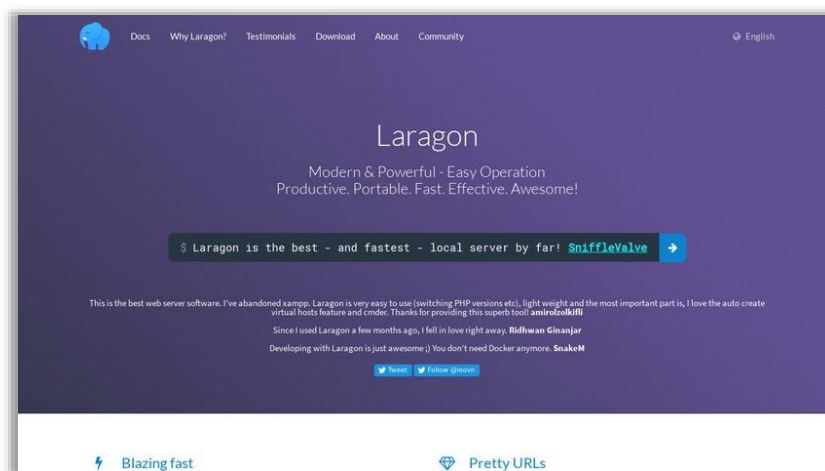 Docs Why Laragon? Testimonials Download About Community English
Laragon
Modern & Powerful - Easy Operation
Productive. Portable. Fast. Effective. Awesome!
$ Laragon is the best - and fastest - local server by far! SniffleValve
This is the best web server software. I've abandoned xampp. Laragon is very easy to use (switching PHP versions etc), light weight and the most important part is, I love the auto create
virtual hosts feature and cmder. Thanks for providing this superb tool! amirolzolkifli
Since I used Laragon a few months ago, I fell in love right away. Ridhwan Ginanjar
Developing with Laragon is just awesome ;) You don't need Docker anymore. SnakeM
Tweet Follow @leovn
Blazing fast Pretty URLs